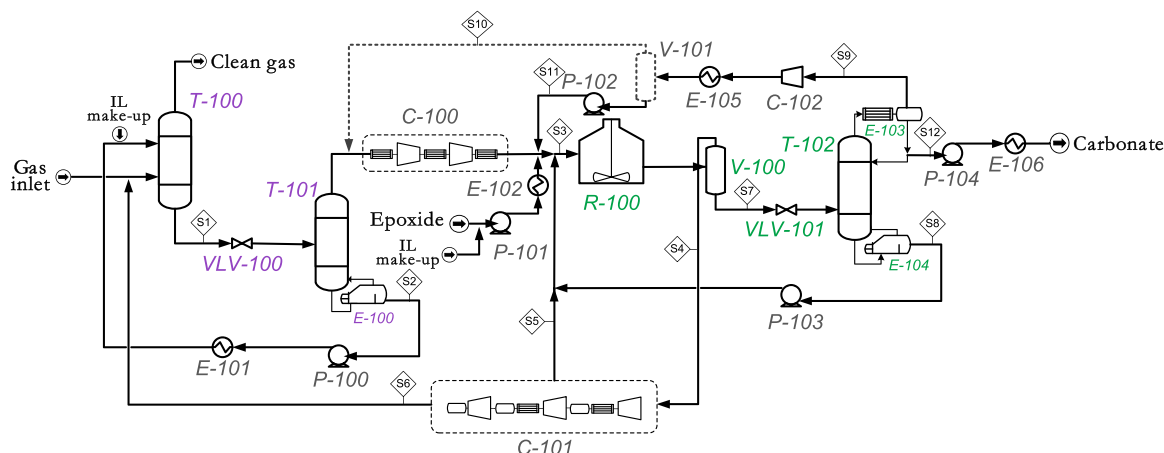 S10
V-101
S9
Clean gas
S11
P-102
E-105
C-102
T-100
IL
make-up
C-100
S3
E-103
S12
T-102
Carbonate
Gas
inlet
T-101
E-102
R-100
V-100
P-104
E-106
Epoxide
S1
VLV-100
IL
make-up
P-101
S7
VLV-101
S8
S4
E-104
S2
E-100
S5
P-103
E-101
P-100
S6
C-101